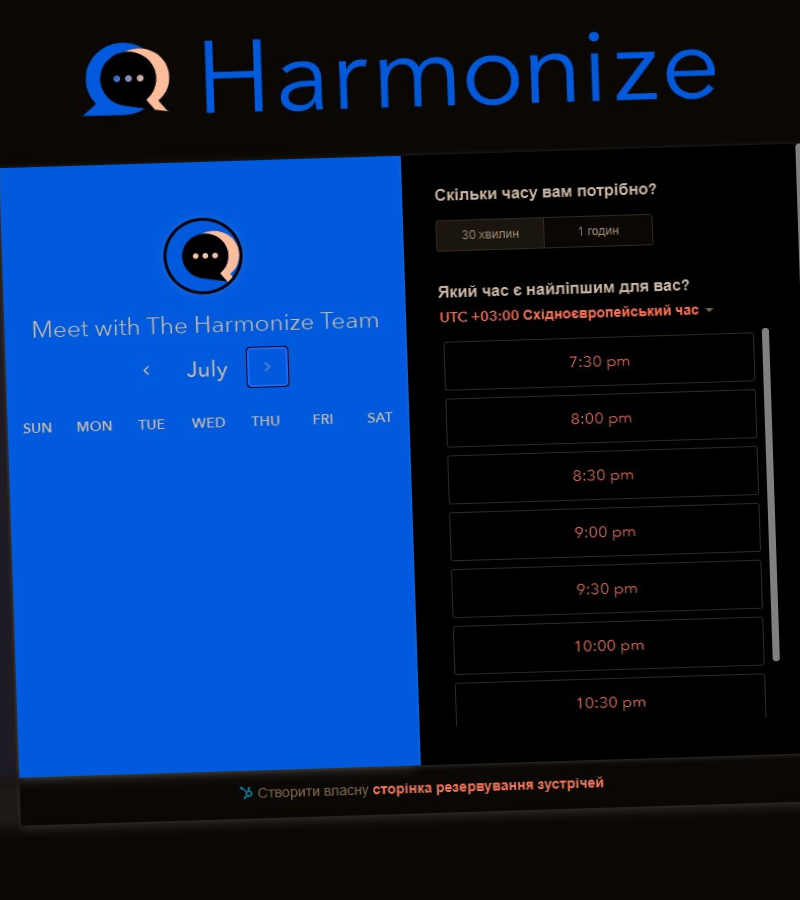 Harmonize
Meet with The Harmonize Team
July
SUN MON TUE WED THU FRI SAT
Скільки часу вам потрібно?
30 хвилин 1 годин
Який час є найліпшим для вас?
UTC +03:00 Східноєвропейський час
7:30 pm
8:00 pm
8:30 pm
9:00 pm
9:30 pm
10:00 pm
10:30 pm
Створити власну сторінка резервування зустрічей